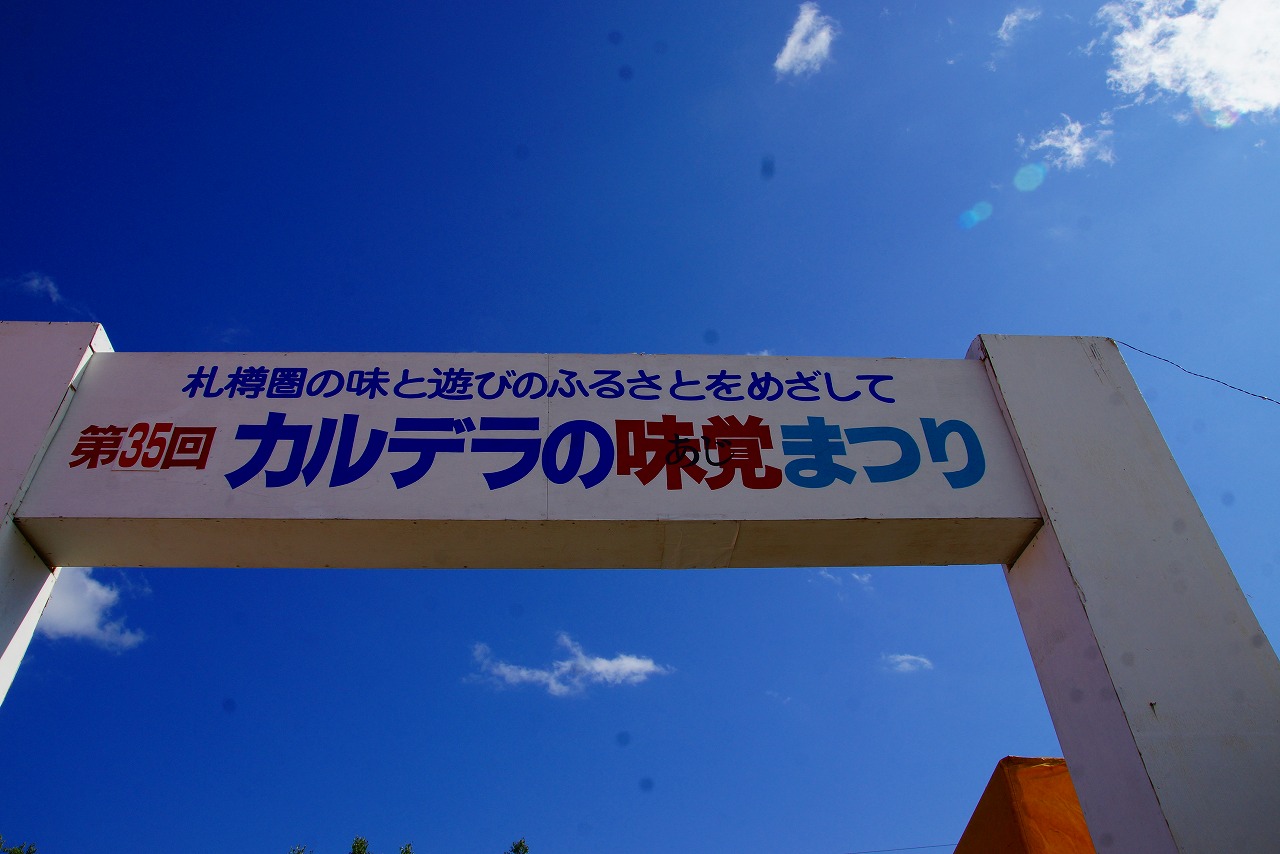 札樽圏の味と遊びのふるさとをめざして
第35回 カルデラの味覚まつり
あじ